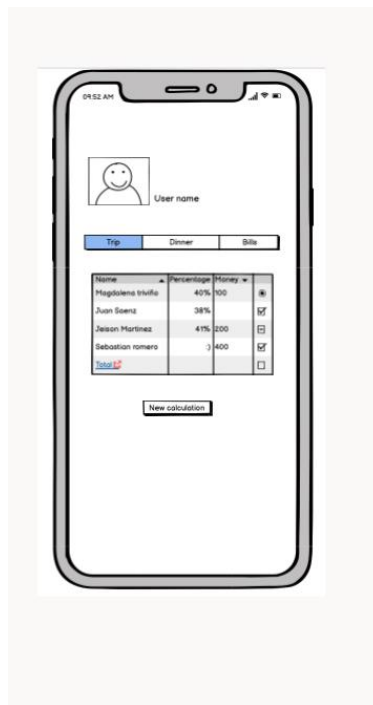 09:52 AM
User name
Trip Dinner Bills
Name Percentage Money
Magdalena triviño 40% 100
Juan Saenz 38%
Jeison Martinez 41% 200
Sebastian romero :) 400
Total
New calculation